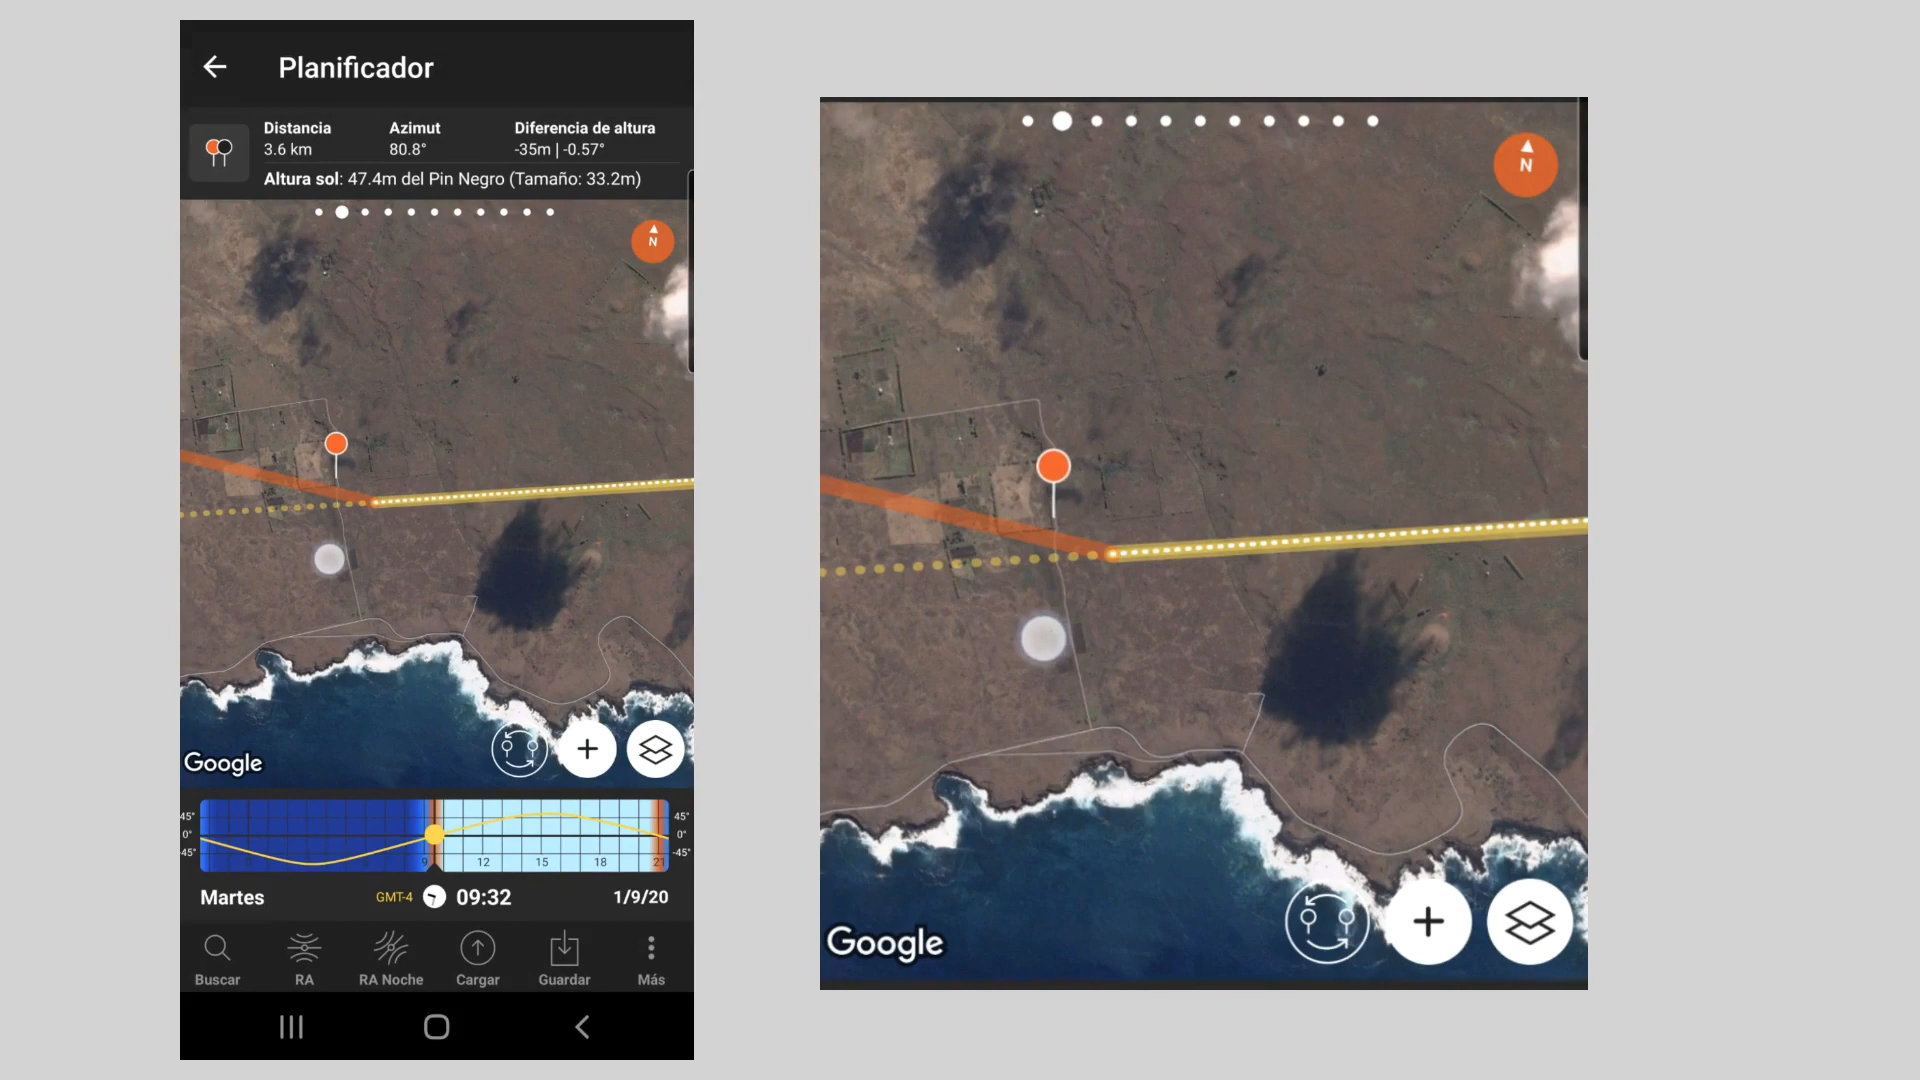 Planificador
Distancia Azimut Diferencia de altura
3.6 km 80.8° -35m | -0.57°
Altura sol: 47.4m del Pin Negro (Tamaño: 33.2m)
N
Google
45° 45°
0° 0°
-45° -45°
9 12 15 18 21
Martes GMT-4 09:32 1/9/20
Buscar RA RA Noche Cargar Guardar Más
N
Google